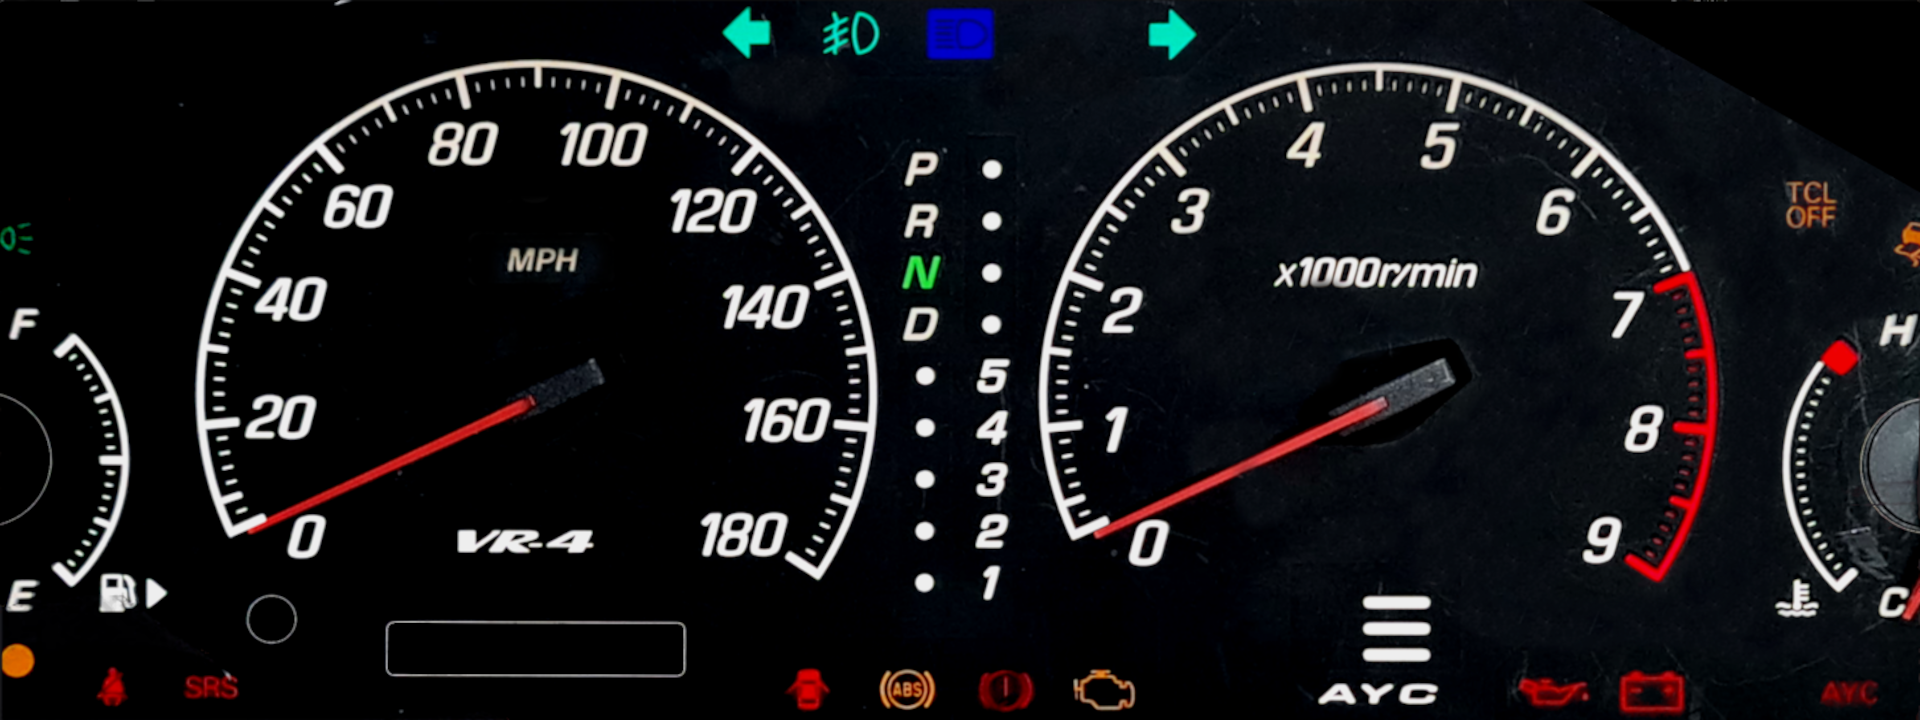 80 100
4 5
P
60 120
3 6
TCL
OFF
R
MPH
N
x1000r/min
40 140
2 7
F
D
H
5
20 160
4
1 8
3
0 VR-4 180
2
0 9
1
E
C
SRS
ABS
AYC
AYC